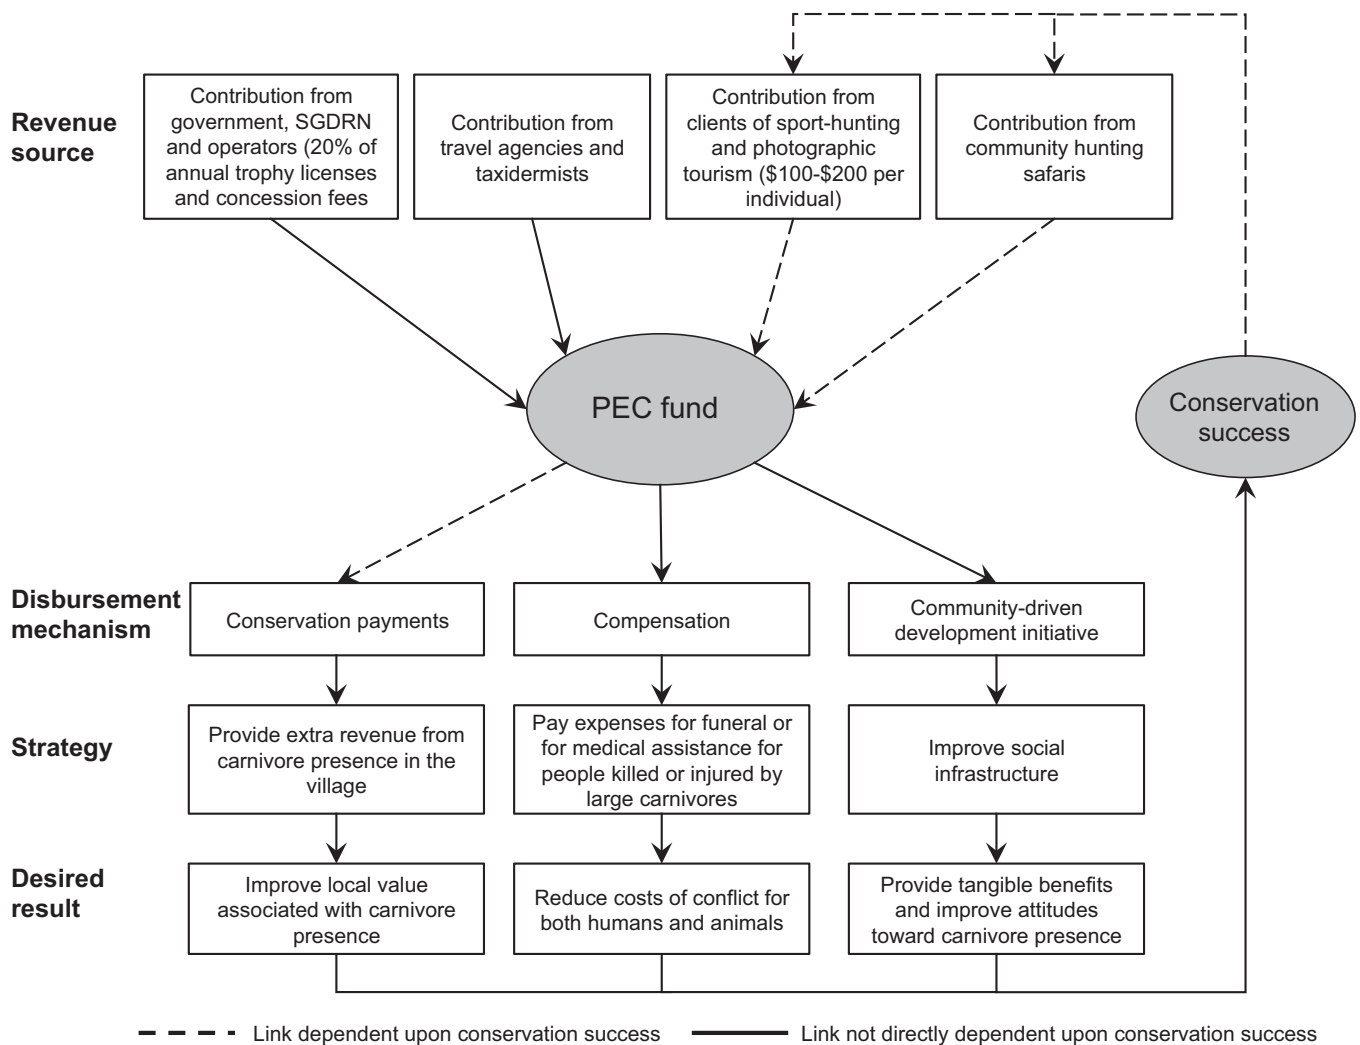 Revenue
source
Contribution from
government, SGDRN
and operators (20% of
annual trophy licenses
and concession fees
Contribution from
travel agencies and
taxidermists
Contribution from
clients of sport-hunting
and photographic
tourism ($100-$200 per
individual)
Contribution from
community hunting
safaris
PEC fund
Conservation
success
Disbursement
mechanism
Conservation payments
Compensation
Community-driven
development initiative
Strategy
Provide extra revenue from
carnivore presence in the
village
Pay expenses for funeral or
for medical assistance for
people killed or injured by
large carnivores
Improve social
infrastructure
Desired
result
Improve local value
associated with carnivore
presence
Reduce costs of conflict for
both humans and animals
Provide tangible benefits
and improve attitudes
toward carnivore presence
Link dependent upon conservation success
Link not directly dependent upon conservation success